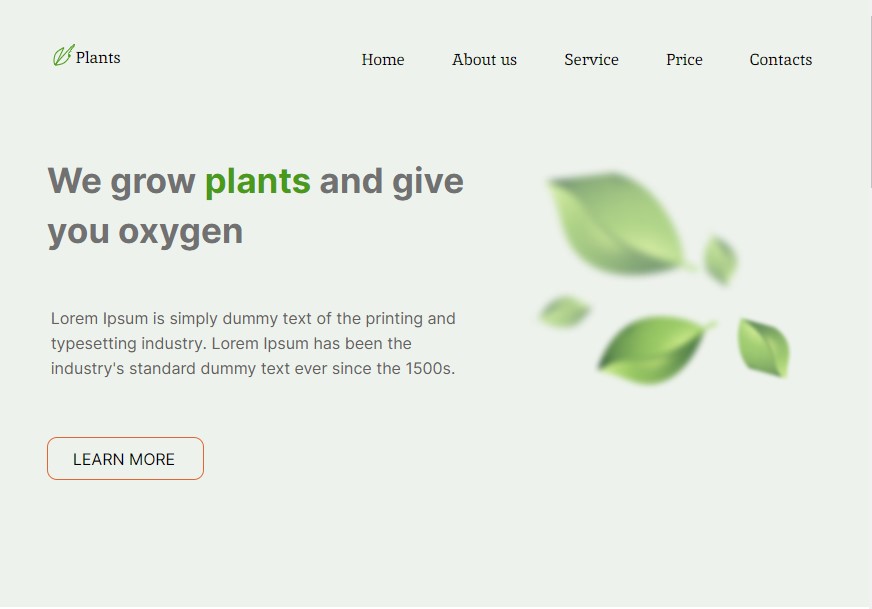 Plants
Home About us Service Price Contacts
We grow plants and give
you oxygen
Lorem Ipsum is simply dummy text of the printing and
typesetting industry. Lorem Ipsum has been the
industry's standard dummy text ever since the 1500s.
LEARN MORE